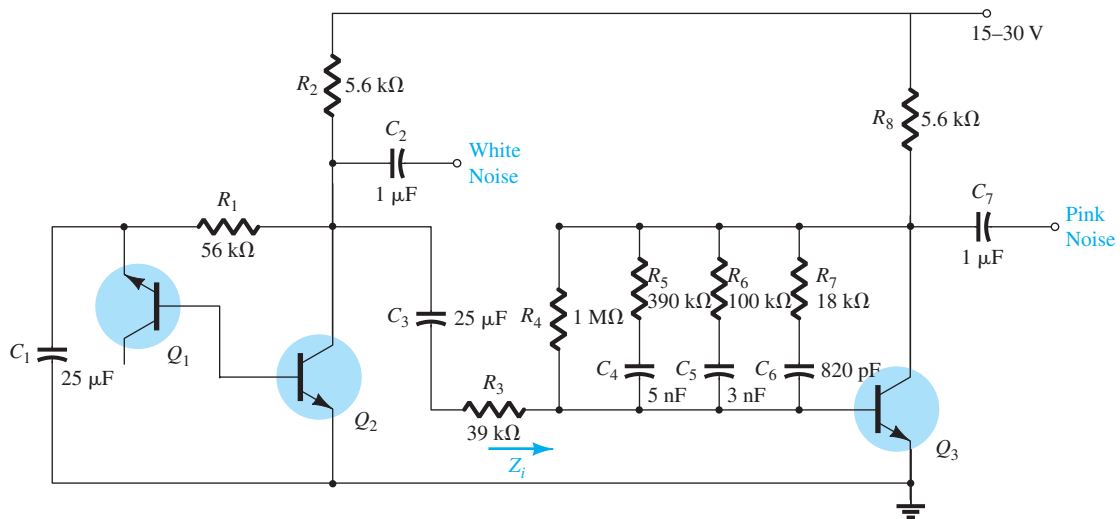 15–30 V
R2
5.6 kΩ
R8
5.6 kΩ
C2
White
Noise
1 μF
C7
Pink
Noise
1 μF
R1
56 kΩ
R5
390 kΩ
R6
100 kΩ
R7
18 kΩ
C3
25 μF
R4
1 MΩ
C1
25 μF
Q1
C4
5 nF
C5
3 nF
C6
820 pF
R3
39 kΩ
Q2
Zi
Q3